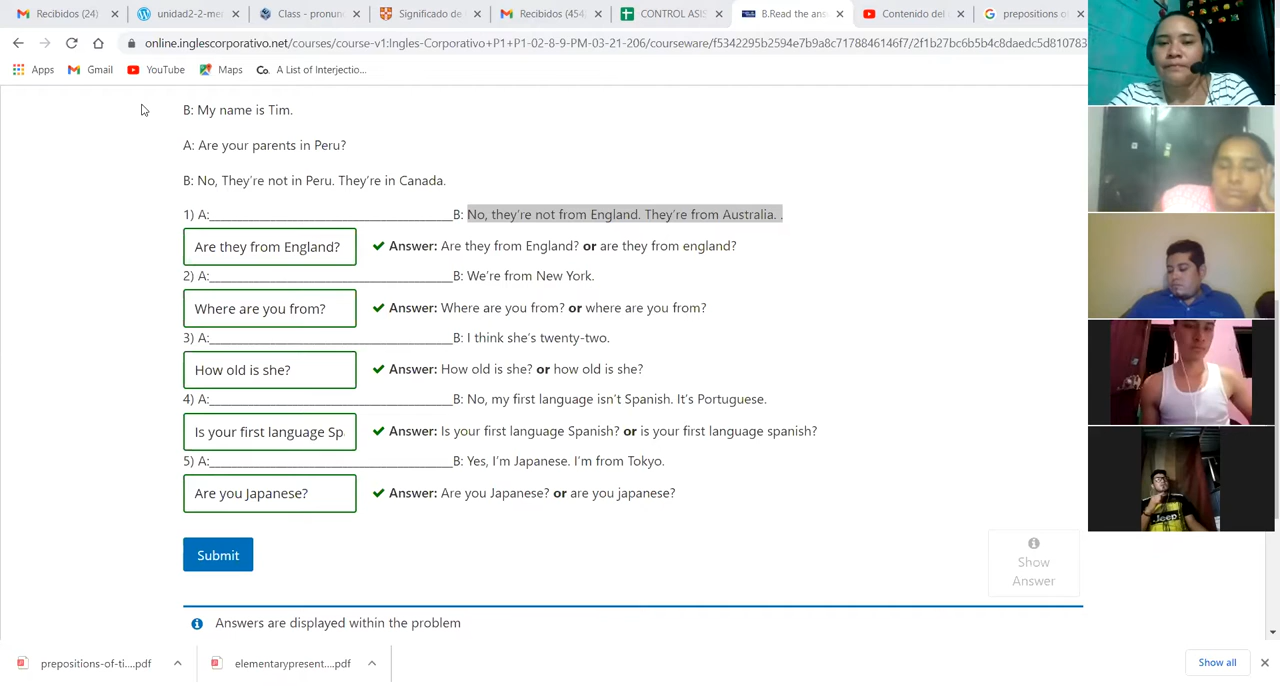 Recibidos (24)
unidad2-2-me
Class - pronun
Significado de
Recibidos (454)
CONTROL ASIS
B.Read the ans
Contenido del
prepositions o
online.inglescorporativo.net/courses/course-v1:Ingles-Corporativo+P1+P1-02-8-9-PM-03-21-206/courseware/f5342295b2594e7b9a8c7178846146f7/2f1b27bc6b5b4c8daedc5d810783
Apps Gmail YouTube Maps Co. A List of Interjectio...
B: My name is Tim.
A: Are your parents in Peru?
B: No, They're not in Peru. They're in Canada.
1) A:____________________________________B: No, they're not from England. They're from Australia. .
Are they from England? Answer: Are they from England? or are they from england?
2) A:____________________________________B: We're from New York.
Where are you from? Answer: Where are you from? or where are you from?
3) A:____________________________________B: I think she's twenty-two.
How old is she? Answer: How old is she? or how old is she?
4) A:____________________________________B: No, my first language isn't Spanish. It's Portuguese.
Is your first language Sp Answer: Is your first language Spanish? or is your first language spanish?
5) A:____________________________________B: Yes, I'm Japanese. I'm from Tokyo.
Are you Japanese? Answer: Are you Japanese? or are you japanese?
Submit
Show
Answer
Answers are displayed within the problem
prepositions-of-ti....pdf
elementarypresent....pdf
Show all
Jeep